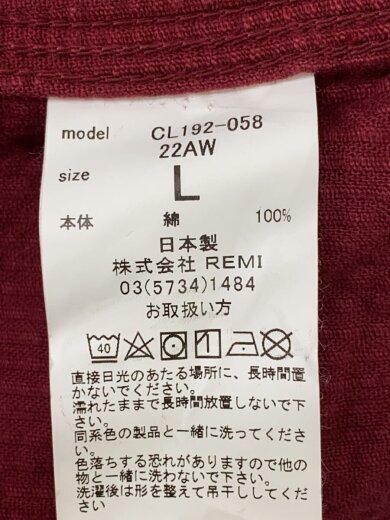 model CL192-058
22AW
size L
本体 綿 100%
日本製
株式会社 REMI
03(5734)1484
お取扱い方
40
直接日光のあたる場所に、長時間置
かないでください。
濡れたままで長時間放置しないで下
さい。
同系色の製品と一緒に洗ってくださ
い。
色落ちする恐れがありますので他の
物と一緒に洗わないで下さい。
洗濯後は形を整えて吊干ししてくだ
さい